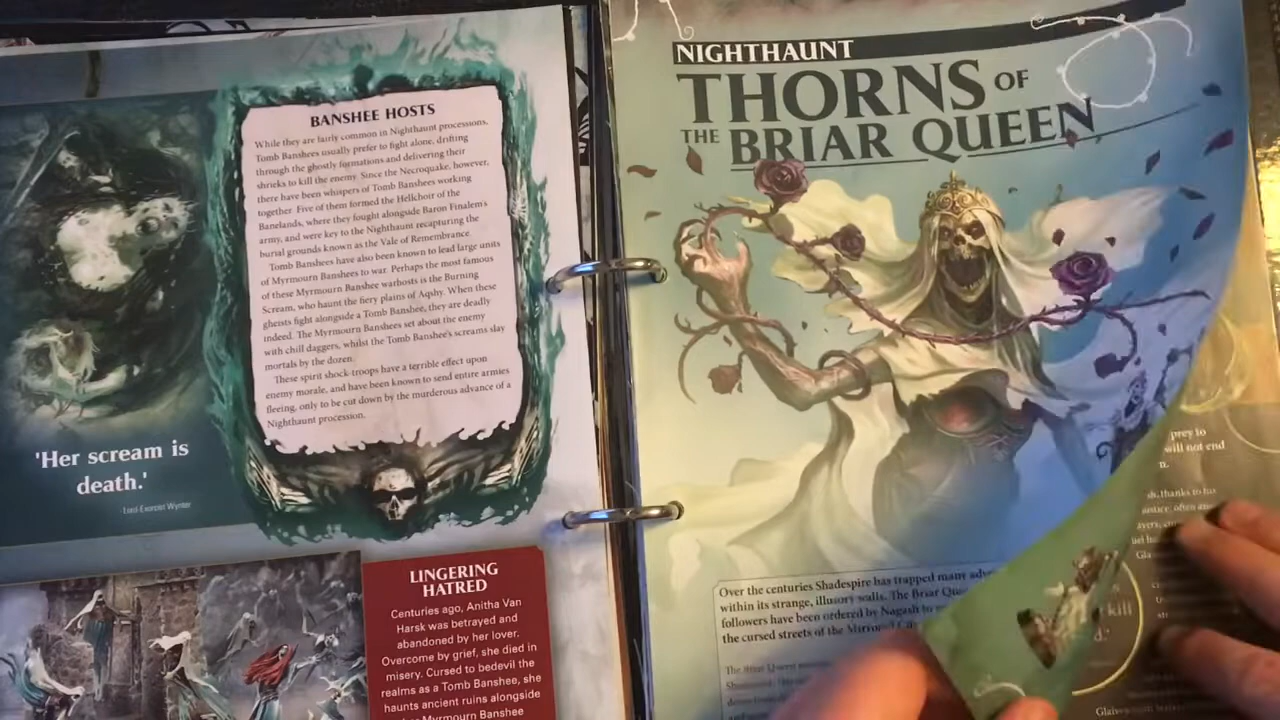 BANSHEE HOSTS
While they are fairly common in Nighthaunt processions,
Tomb Banshees usually prefer to fight alone, drifting
through the ghostly formations and delivering their
shrieks to kill the enemy. Since the Necroquake, however,
there have been whispers of Tomb Banshees working
together. Five of them formed the Hellchoir of the
Banelands, where they fought alongside Baron Finalem's
army, and were key to the Nighthaunt recapturing the
burial grounds known as the Vale of Remembrance.
Tomb Banshees have also been known to lead large units
of Myrmourn Banshees to war. Perhaps the most famous
of these Myrmourn Banshee warhosts is the Burning
Scream, who haunt the fiery plains of Aqshy. When these
gheists fight alongside a Tomb Banshee, they are deadly
indeed. The Myrmourn Banshees set about the enemy
with chill daggers, whilst the Tomb Banshee's screams slay
mortals by the dozen.
These spirit shock-troops have a terrible effect upon
enemy morale, and have been known to send entire armies
fleeing, only to be cut down by the murderous advance of a
Nighthaunt procession.
'Her scream is
death.'
- Lord-Exorcist Wynter
LINGERING
HATRED
Centuries ago, Anitha Van
Harsk was betrayed and
abandoned by her lover.
Overcome by grief, she died in
misery. Cursed to bedevil the
realms as a Tomb Banshee, she
haunts ancient ruins alongside
Myrmourn Banshee
NIGHTHAUNT
THORNS OF
THE BRIAR QUEEN
Over the centuries Shadespire has trapped many
within its strange, illusory walls. The Briar
followers have been ordered by Nagash to
the cursed streets of the Mirrored
The Briar Queen
prey to
will not end
thanks to
justice, often
kill